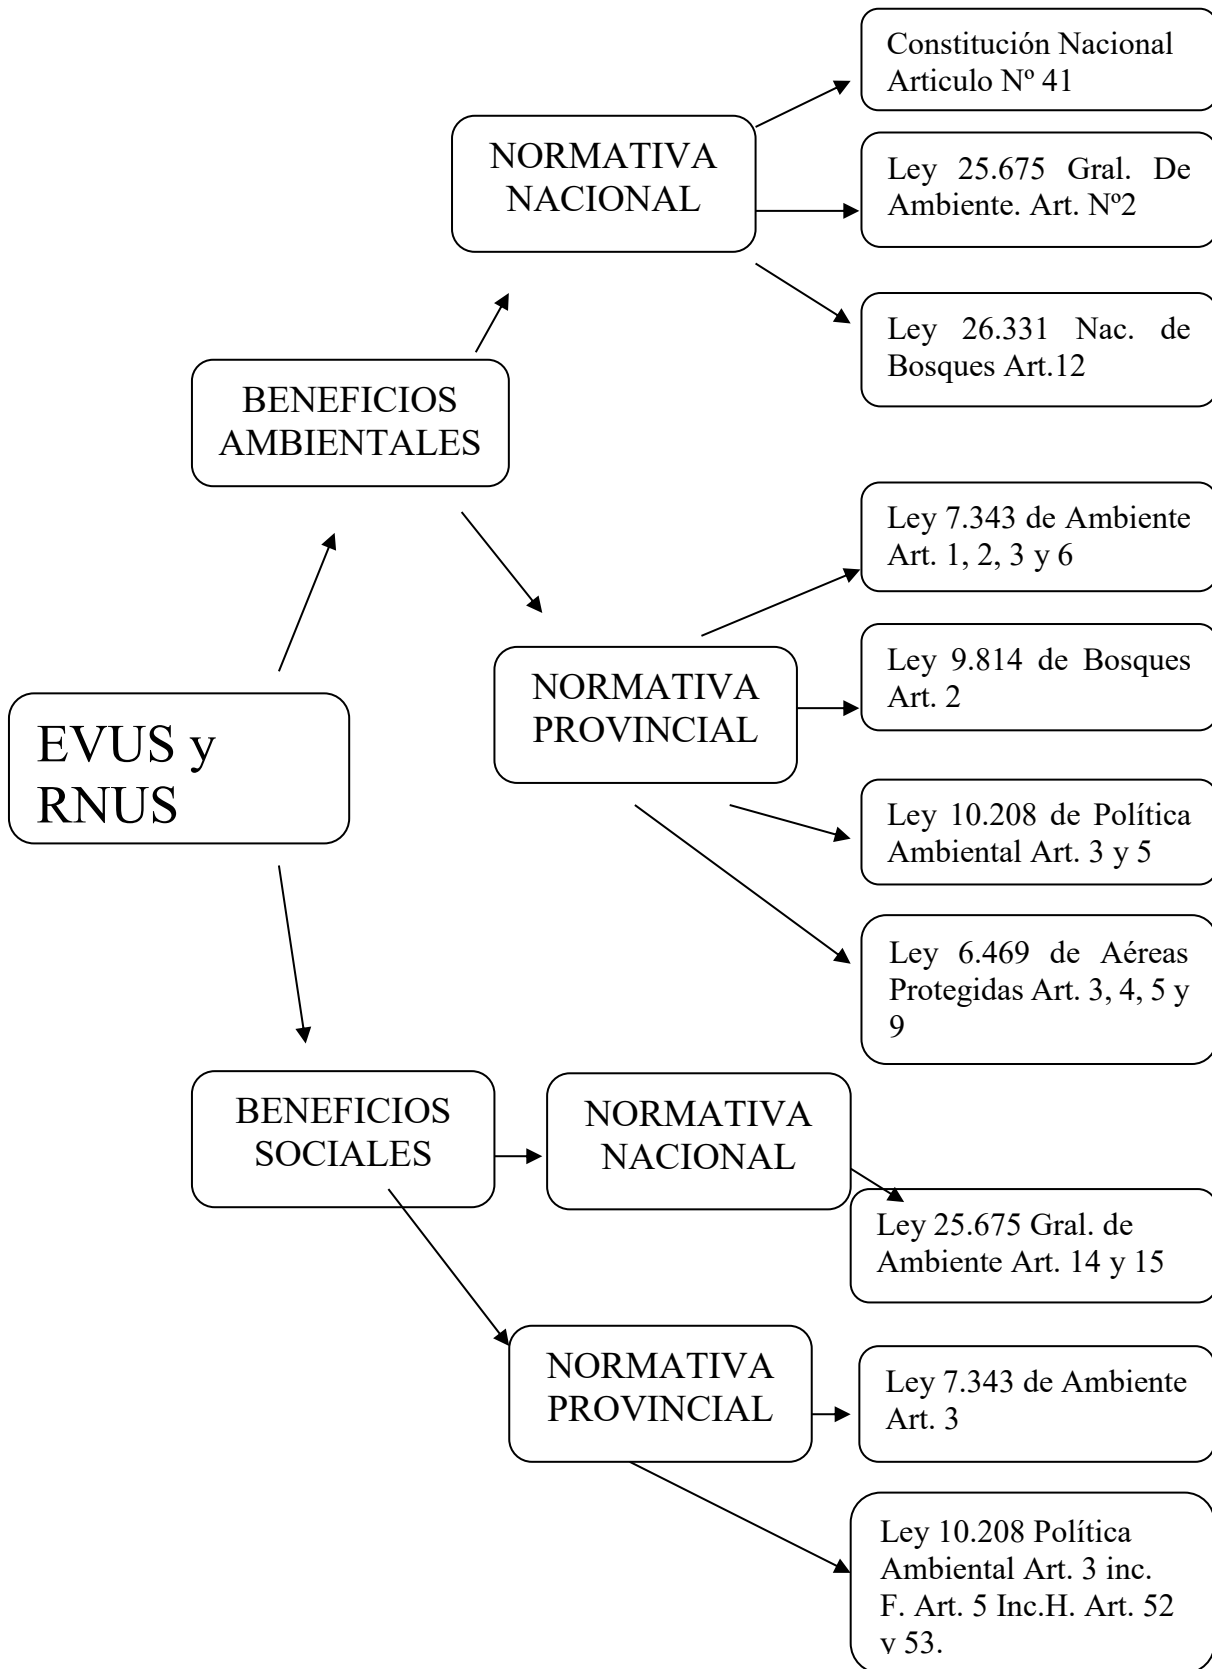 Constitución Nacional
Articulo Nº 41
NORMATIVA
NACIONAL
Ley 25.675 Gral. De
Ambiente. Art. Nº2
Ley 26.331 Nac. de
Bosques Art.12
BENEFICIOS
AMBIENTALES
Ley 7.343 de Ambiente
Art. 1, 2, 3 y 6
NORMATIVA
PROVINCIAL
Ley 9.814 de Bosques
Art. 2
EVUS y
RNUS
Ley 10.208 de Política
Ambiental Art. 3 y 5
Ley 6.469 de Aéreas
Protegidas Art. 3, 4, 5 y
9
BENEFICIOS
SOCIALES
NORMATIVA
NACIONAL
Ley 25.675 Gral. de
Ambiente Art. 14 y 15
NORMATIVA
PROVINCIAL
Ley 7.343 de Ambiente
Art. 3
Ley 10.208 Política
Ambiental Art. 3 inc.
F. Art. 5 Inc.H. Art. 52
y 53.